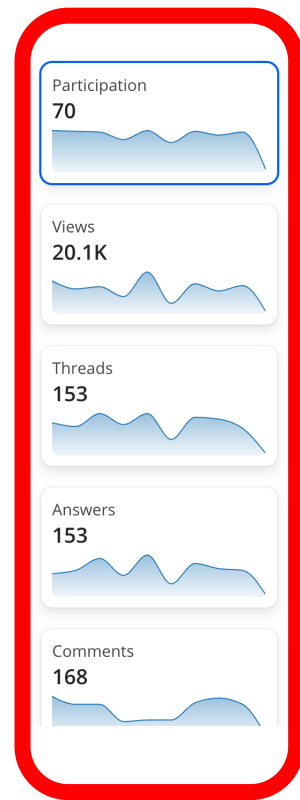 Participation
70
Views
20.1K
Threads
153
Answers
153
Comments
168